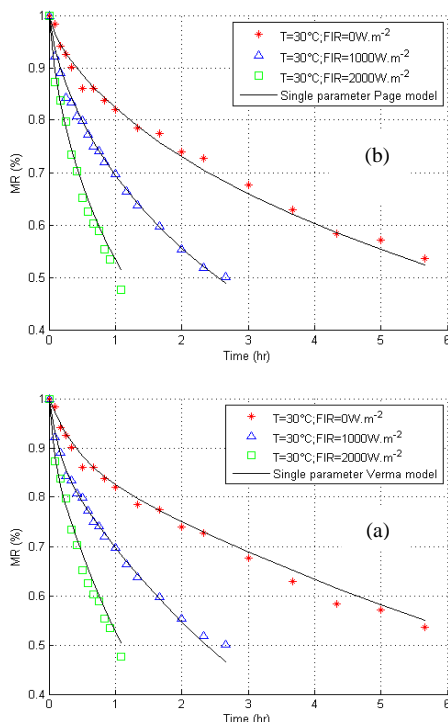 1
0.9
0.8
0.7
0.6
0.5
0.4
MR (%)
T=30°C;FIR=0W.m-2
T=30°C;FIR=1000W.m-2
T=30°C;FIR=2000W.m-2
Single parameter Page model
(b)
0 1 2 3 4 5 6
Time (hr)
1
0.9
0.8
0.7
0.6
0.5
0.4
MR (%)
T=30°C;FIR=0W.m-2
T=30°C;FIR=1000W.m-2
T=30°C;FIR=2000W.m-2
Single parameter Verma model
(a)
0 1 2 3 4 5 6
Time (hr)